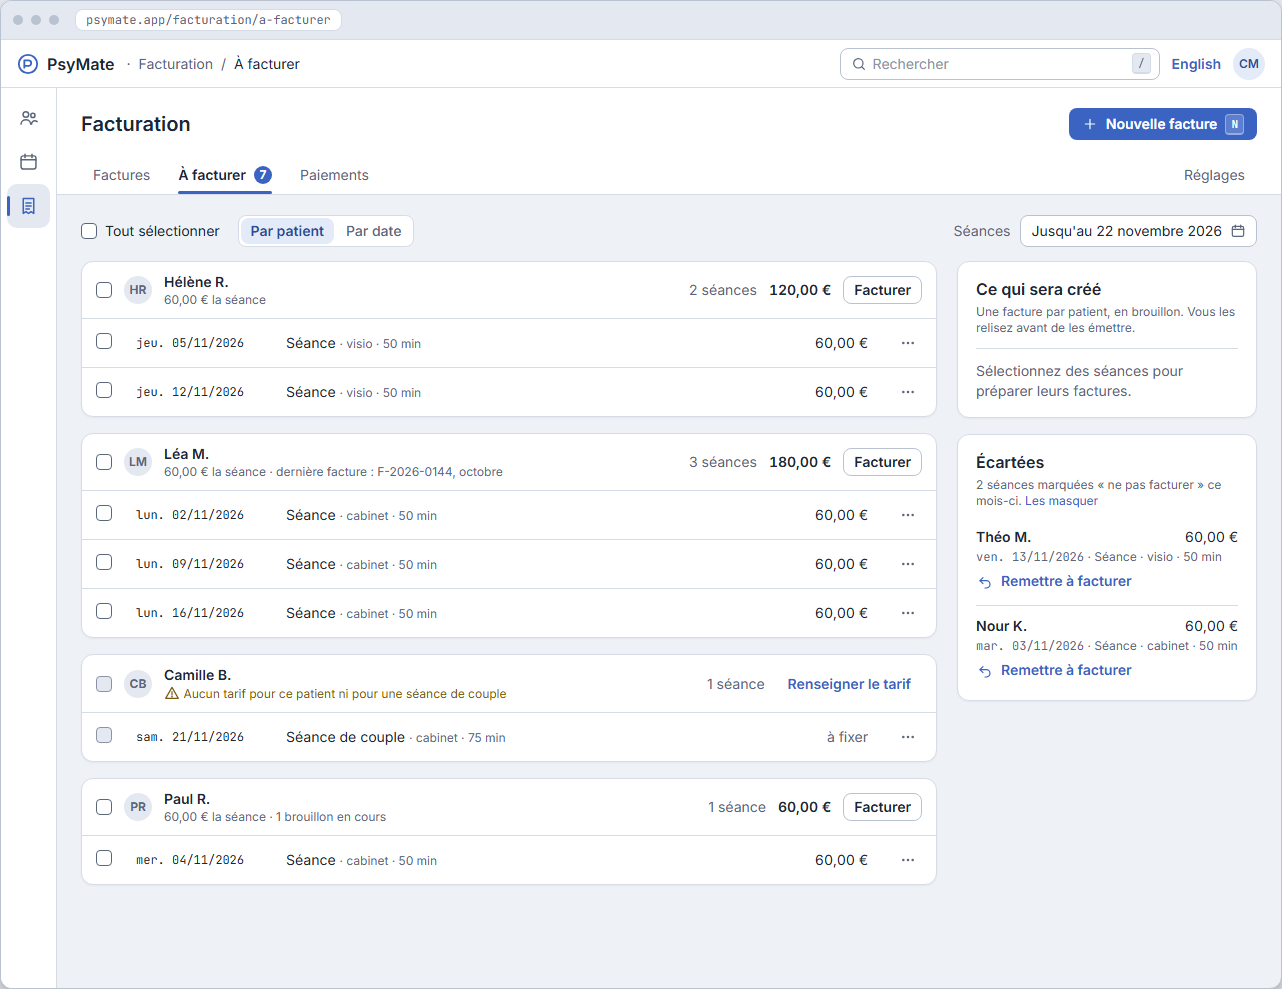 psymate.app/facturation/a-facturer
PsyMate · Facturation / À facturer
Rechercher /
English
CM
Facturation
+ Nouvelle facture N
Factures
À facturer 7
Paiements
Réglages
Tout sélectionner
Par patient
Par date
Séances
Jusqu'au 22 novembre 2026
HR
Hélène R.
60,00 € la séance
2 séances 120,00 € Facturer
jeu. 05/11/2026 Séance · visio · 50 min 60,00 € ···
jeu. 12/11/2026 Séance · visio · 50 min 60,00 € ···
LM
Léa M.
60,00 € la séance · dernière facture : F-2026-0144, octobre
3 séances 180,00 € Facturer
lun. 02/11/2026 Séance · cabinet · 50 min 60,00 € ···
lun. 09/11/2026 Séance · cabinet · 50 min 60,00 € ···
lun. 16/11/2026 Séance · cabinet · 50 min 60,00 € ···
CB
Camille B.
Aucun tarif pour ce patient ni pour une séance de couple
1 séance Renseigner le tarif
sam. 21/11/2026 Séance de couple · cabinet · 75 min à fixer ···
PR
Paul R.
60,00 € la séance · 1 brouillon en cours
1 séance 60,00 € Facturer
mer. 04/11/2026 Séance · cabinet · 50 min 60,00 € ···
Ce qui sera créé
Une facture par patient, en brouillon. Vous les
relisez avant de les émettre.
Sélectionnez des séances pour
préparer leurs factures.
Écartées
2 séances marquées « ne pas facturer » ce
mois-ci. Les masquer
Théo M. 60,00 €
ven. 13/11/2026 · Séance · visio · 50 min
Remettre à facturer
Nour K. 60,00 €
mar. 03/11/2026 · Séance · cabinet · 50 min
Remettre à facturer